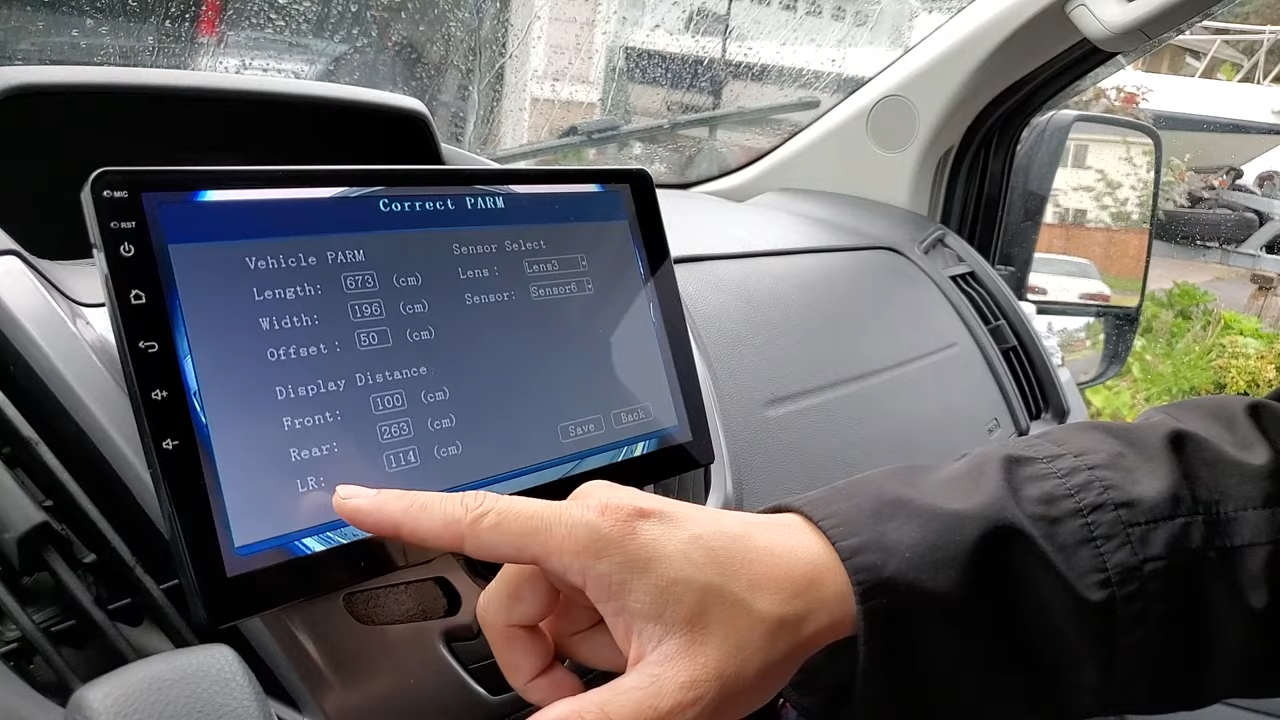 MIC
RST
Correct PARM
Vehicle PARM
Length: 673 (cm)
Width: 196 (cm)
Offset: 50 (cm)
Display Distance
Front: 100 (cm)
Rear: 263 (cm)
LR: 114 (cm)
Sensor Select
Lens: Lens3
Sensor: Sensor6
Save Back